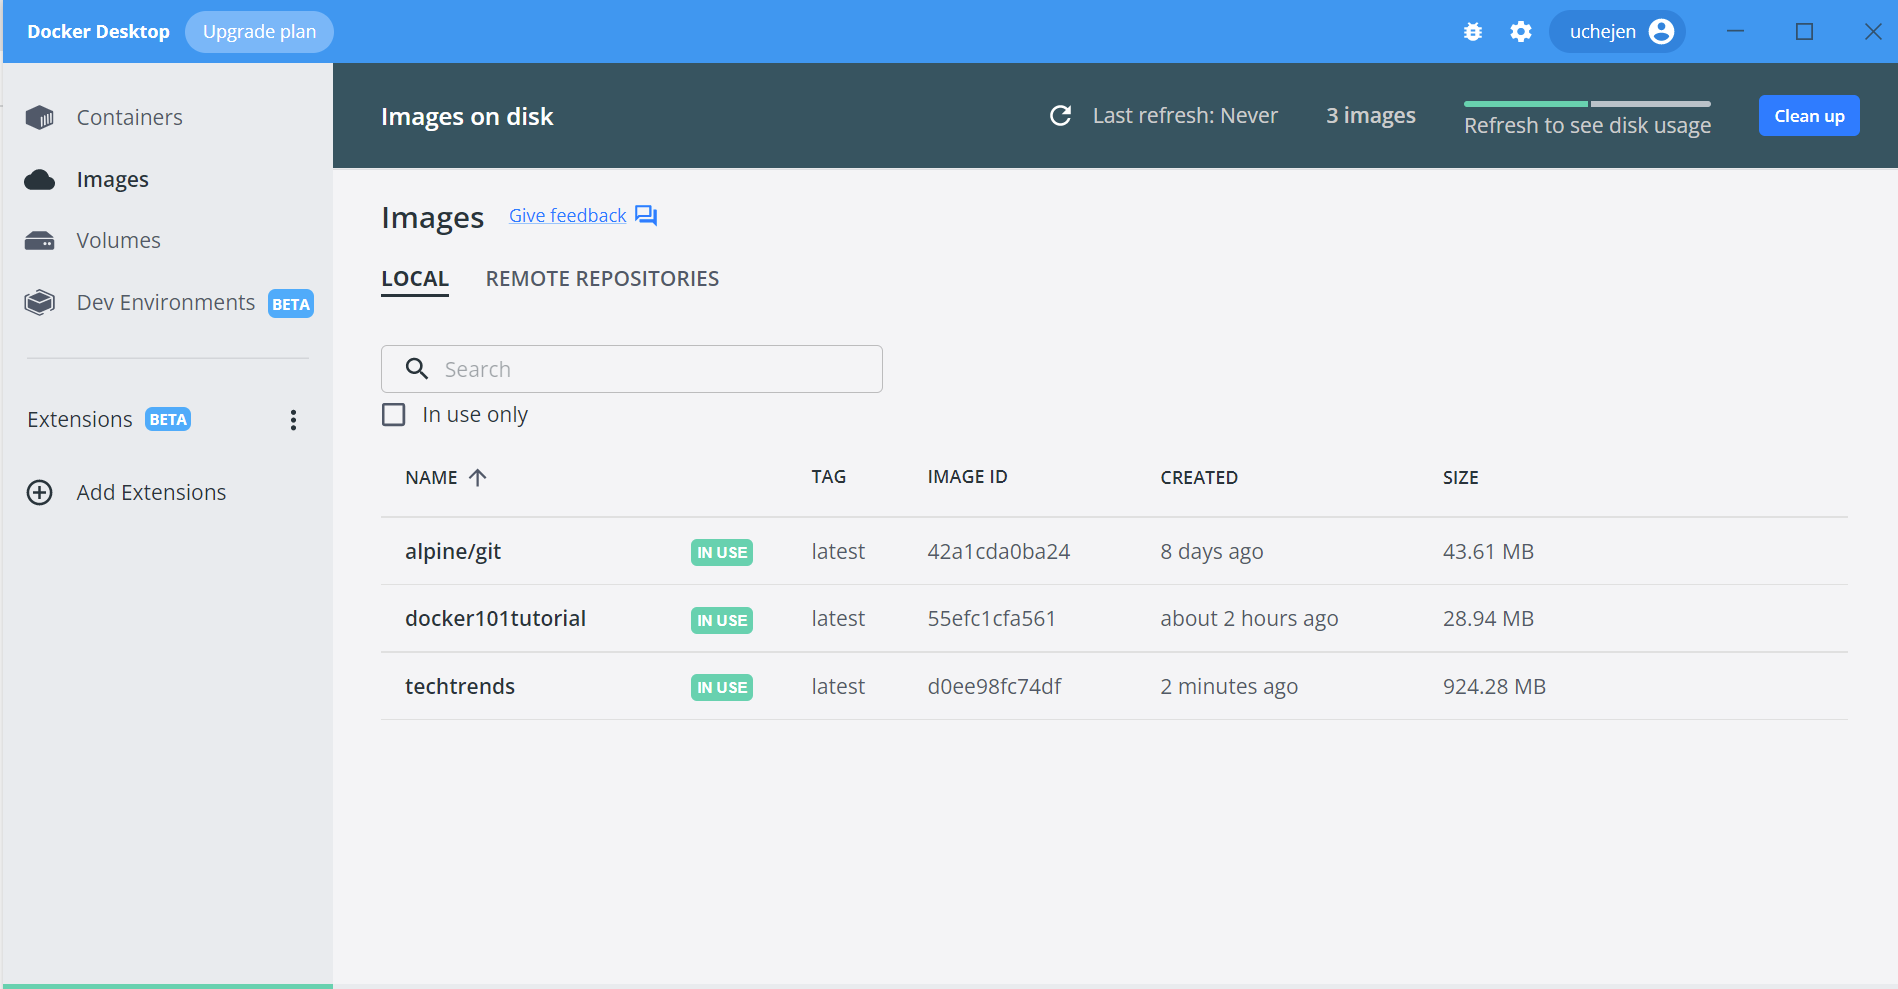 Docker Desktop Upgrade plan uchejen
Containers
Images
Volumes
Dev Environments BETA
Extensions BETA
Add Extensions
Images on disk Last refresh: Never 3 images Refresh to see disk usage Clean up
Images Give feedback
LOCAL REMOTE REPOSITORIES
Search
In use only
NAME TAG IMAGE ID CREATED SIZE
alpine/git IN USE latest 42a1cda0ba24 8 days ago 43.61 MB
docker101tutorial IN USE latest 55efc1cfa561 about 2 hours ago 28.94 MB
techtrends IN USE latest d0ee98fc74df 2 minutes ago 924.28 MB